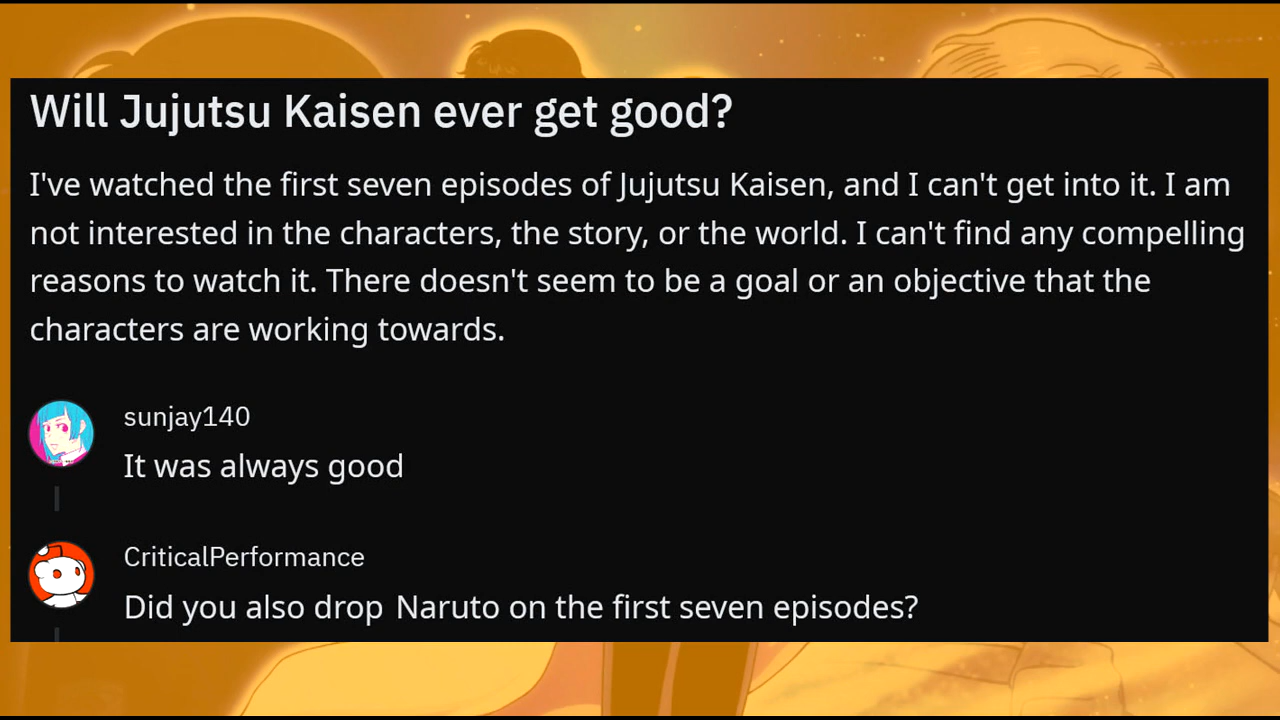 Will Jujutsu Kaisen ever get good?
I've watched the first seven episodes of Jujutsu Kaisen, and I can't get into it. I am
not interested in the characters, the story, or the world. I can't find any compelling
reasons to watch it. There doesn't seem to be a goal or an objective that the
characters are working towards.
sunjay140
It was always good
CriticalPerformance
Did you also drop Naruto on the first seven episodes?